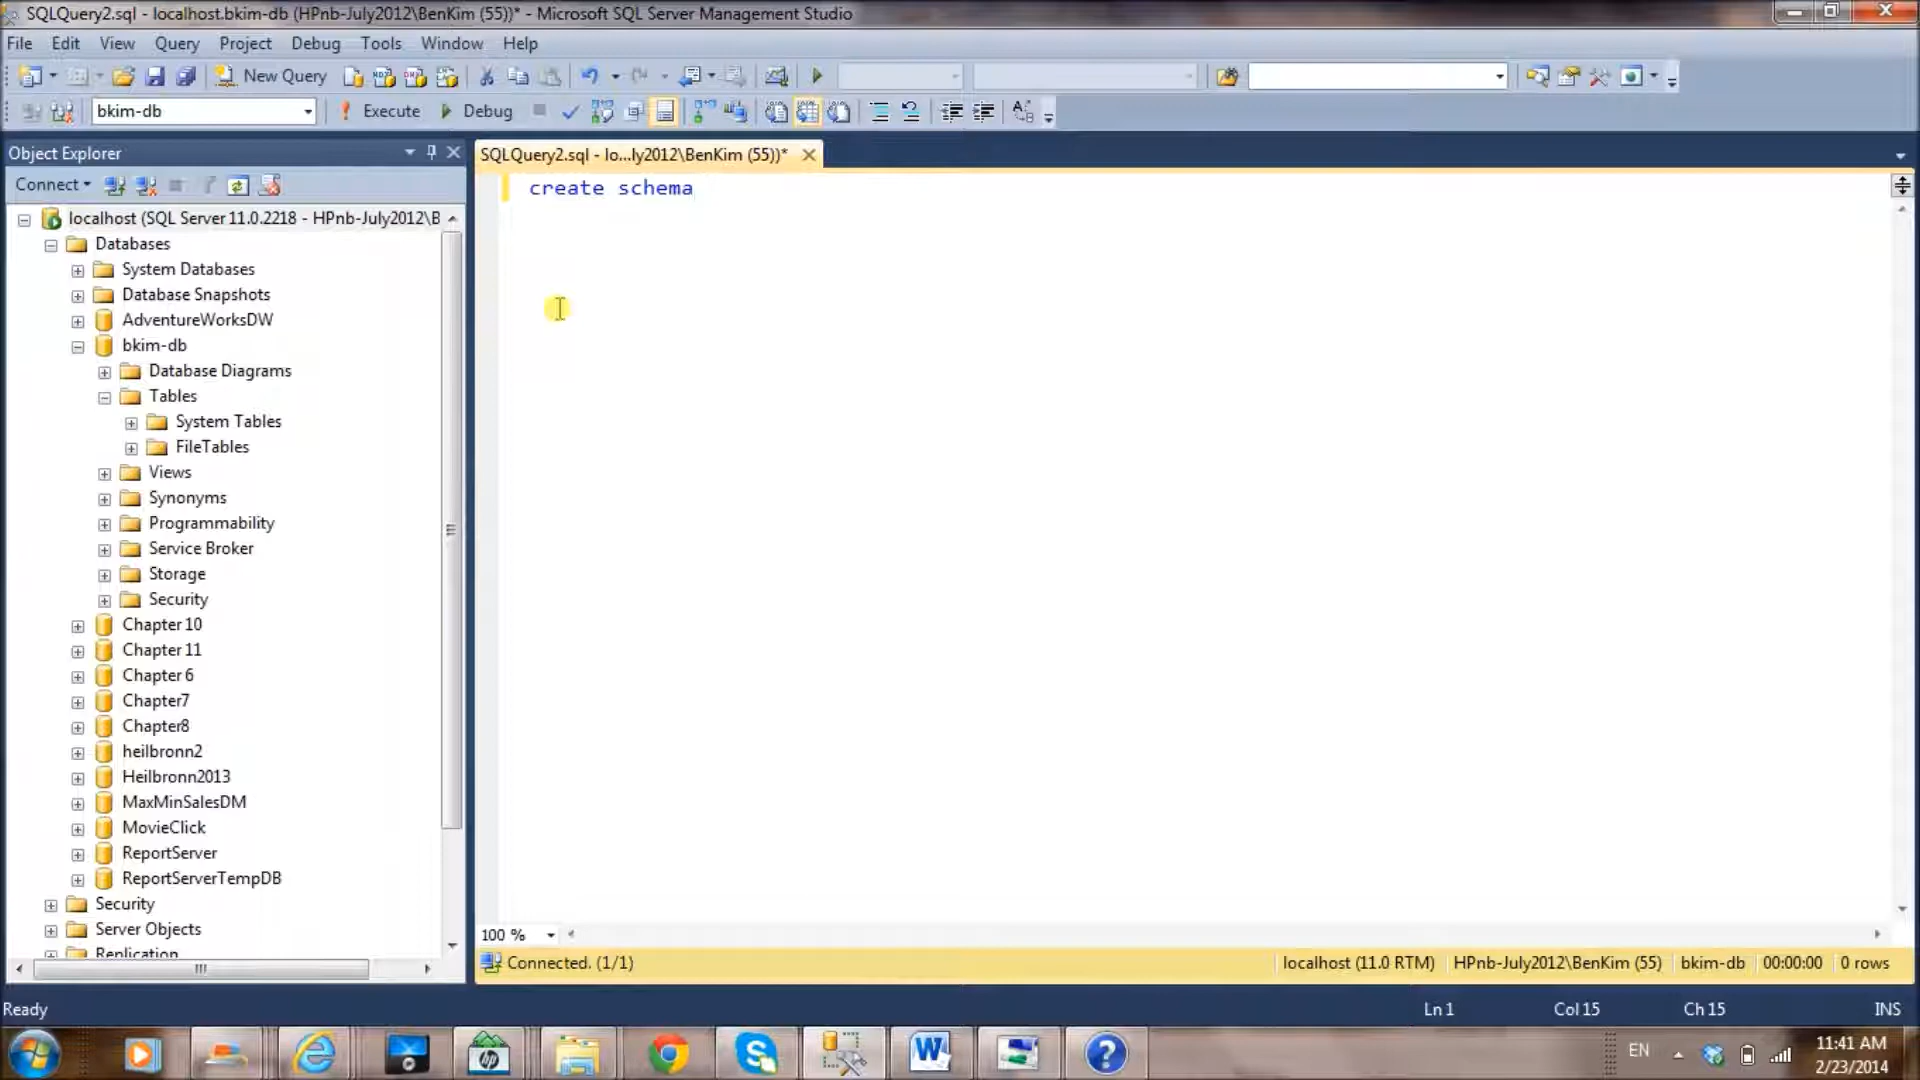 SQLQuery2.sql - localhost.bkim-db (HPnb-July2012\BenKim (55))* - Microsoft SQL Server Management Studio
File Edit View Query Project Debug Tools Window Help
New Query
bkim-db Execute Debug
Object Explorer
SQLQuery2.sql - lo...ly2012\BenKim (55))*
Connect
create schema
localhost (SQL Server 11.0.2218 - HPnb-July2012\B
Databases
System Databases
Database Snapshots
AdventureWorksDW
bkim-db
Database Diagrams
Tables
System Tables
FileTables
Views
Synonyms
Programmability
Service Broker
Storage
Security
Chapter 10
Chapter 11
Chapter 6
Chapter7
Chapter8
heilbronn2
Heilbronn2013
MaxMinSalesDM
MovieClick
ReportServer
ReportServerTempDB
Security
Server Objects
Replication
100 %
Connected. (1/1) localhost (11.0 RTM) HPnb-July2012\BenKim (55) bkim-db 00:00:00 0 rows
Ready Ln 1 Col 15 Ch 15 INS
EN
11:41 AM
2/23/2014